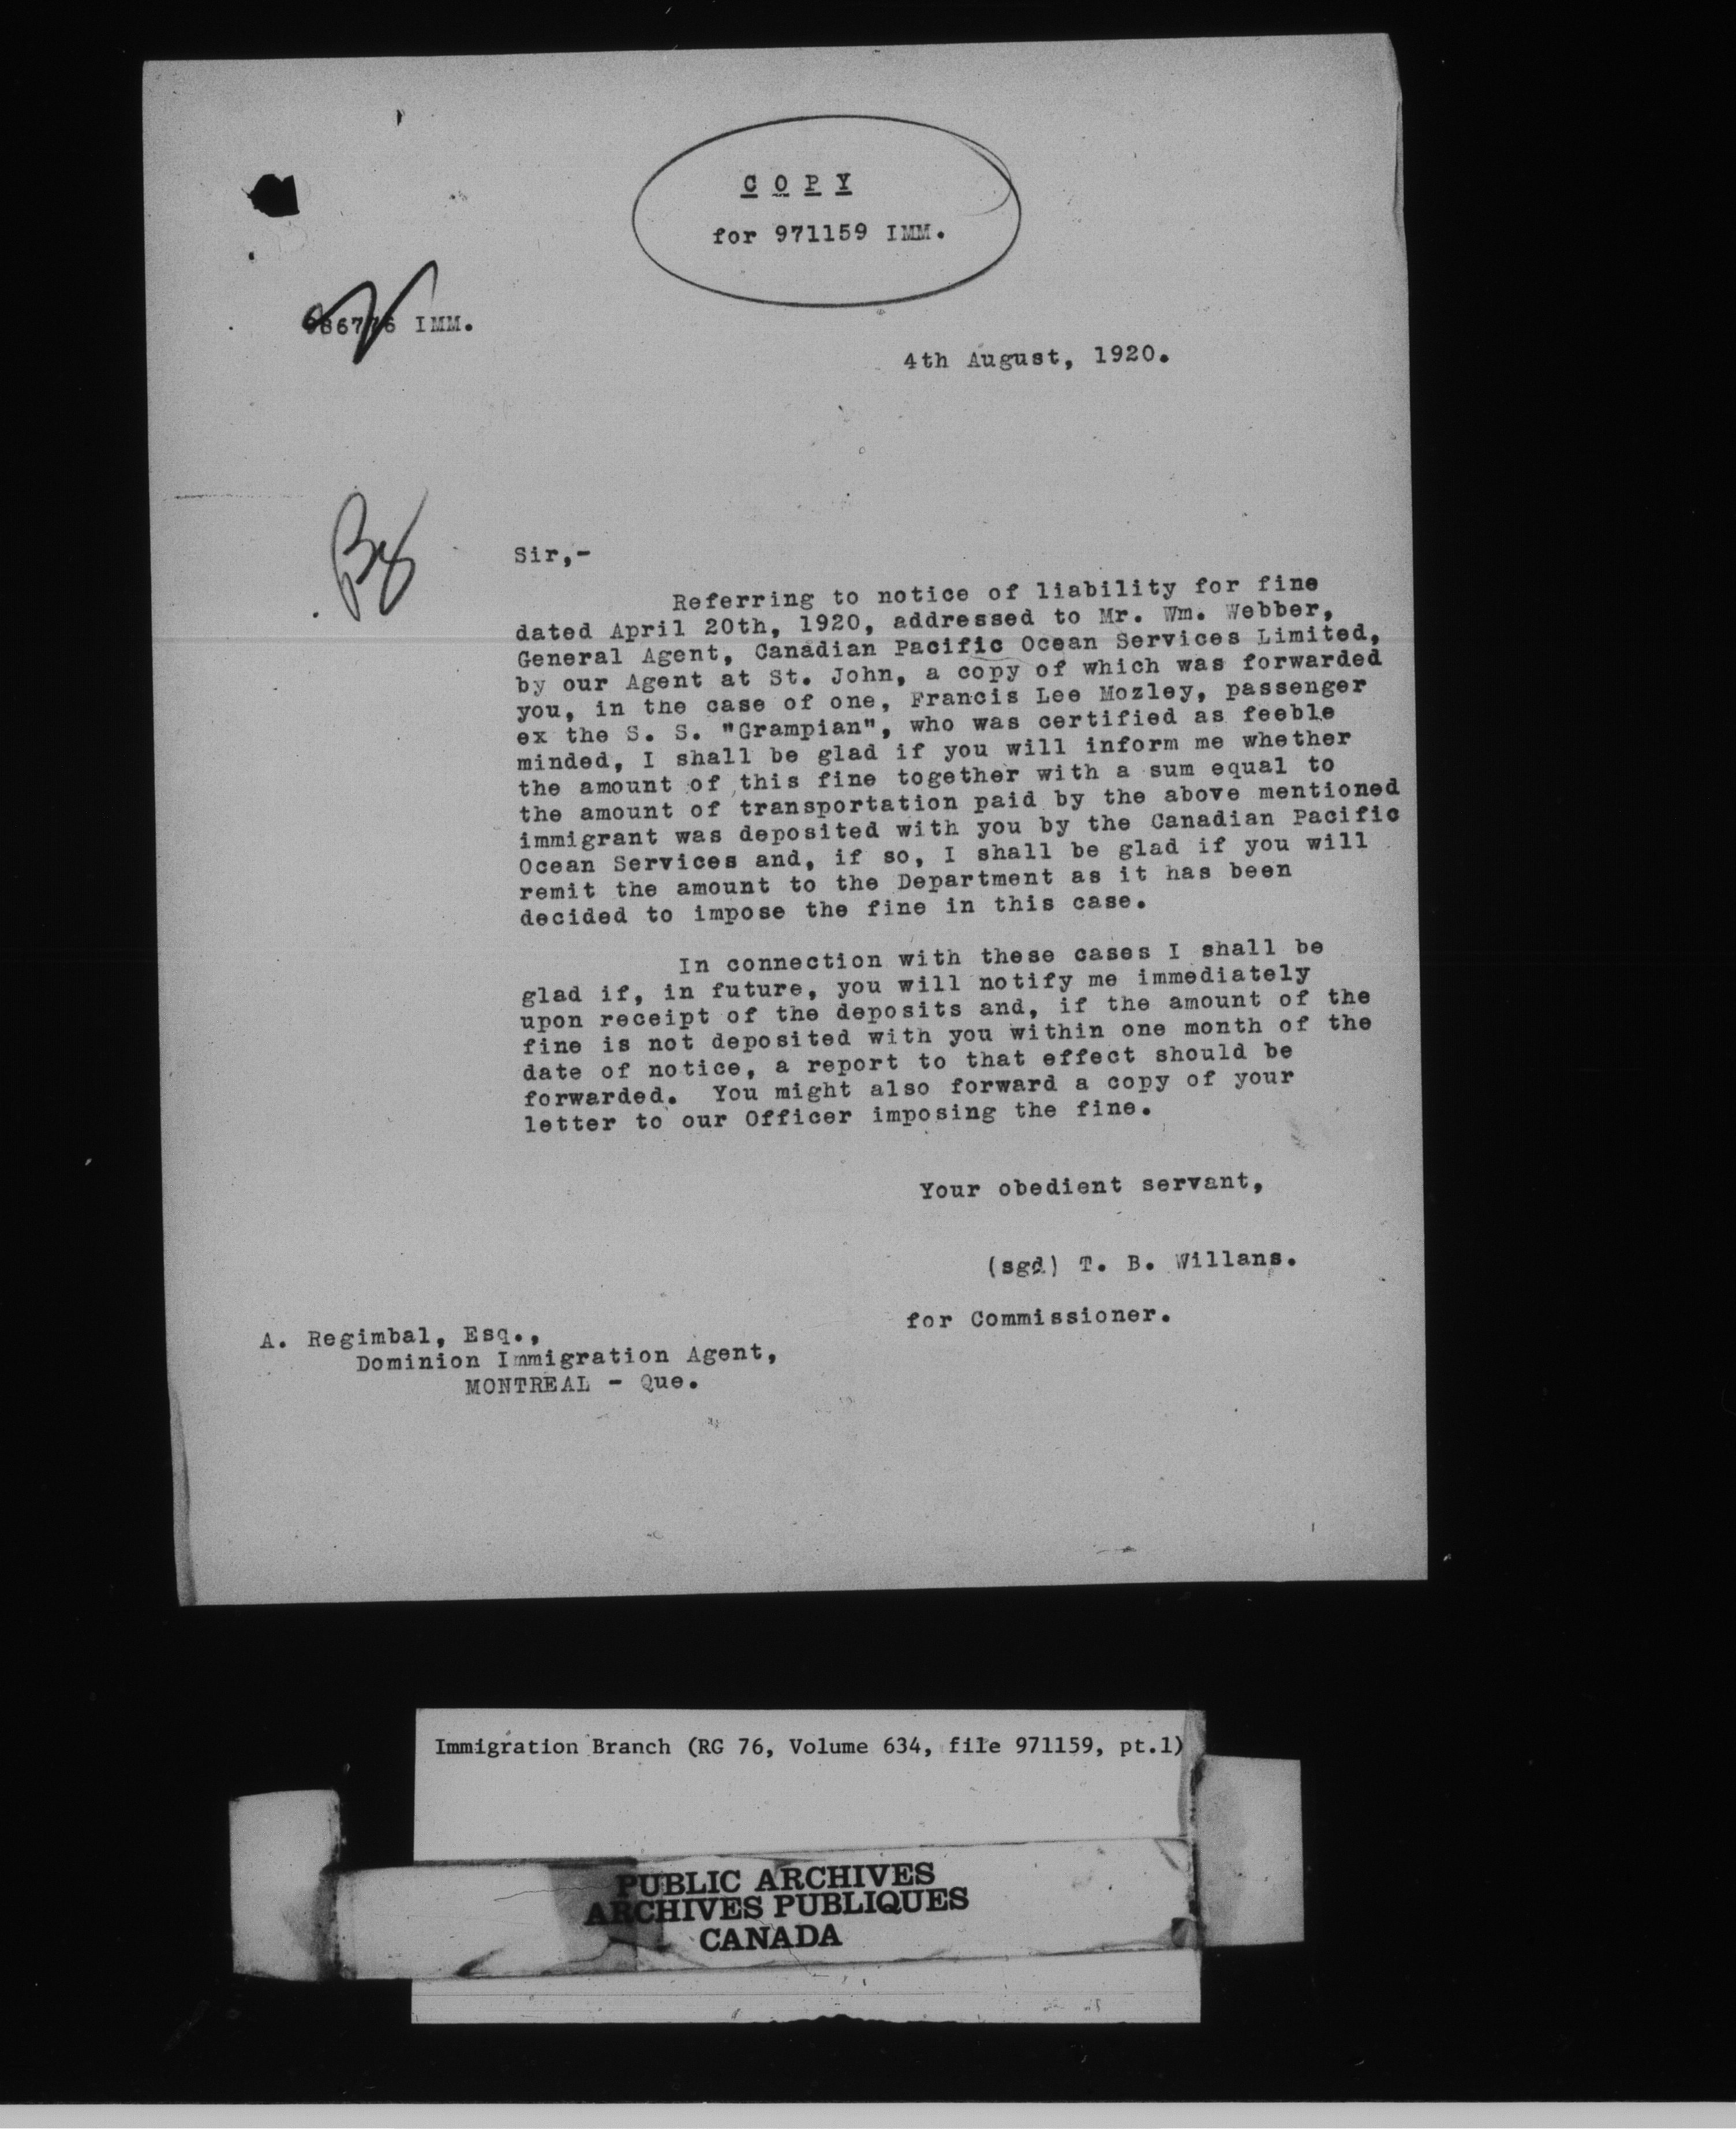 C O P Y
for 971159 IMM.
986776 IMM.
4th August, 1920.
Sir,-
Referring to notice of liability for fine
dated April 20th, 1920, addressed to Mr. Wm. Webber,
General Agent, Canadian Pacific Ocean Services Limited,
by our Agent at St. John, a copy of which was forwarded
you, in the case of one, Francis Lee Mozley, passenger
ex the S. S. "Grampian", who was certified as feeble
minded, I shall be glad if you will inform me whether
the amount of this fine together with a sum equal to
the amount of transportation paid by the above mentioned
immigrant was deposited with you by the Canadian Pacific
Ocean Services and, if so, I shall be glad if you will
remit the amount to the Department as it has been
decided to impose the fine in this case.
In connection with these cases I shall be
glad if, in future, you will notify me immediately
upon receipt of the deposits and, if the amount of the
fine is not deposited with you within one month of the
date of notice, a report to that effect should be
forwarded. You might also forward a copy of your
letter to our Officer imposing the fine.
Your obedient servant,
(sgd) T. B. Willans.
for Commissioner.
A. Regimbal, Esq.,
Dominion Immigration Agent,
MONTREAL - Que.
Immigration Branch (RG 76, Volume 634, file 971159, pt.1)
PUBLIC ARCHIVES
ARCHIVES PUBLIQUES
CANADA